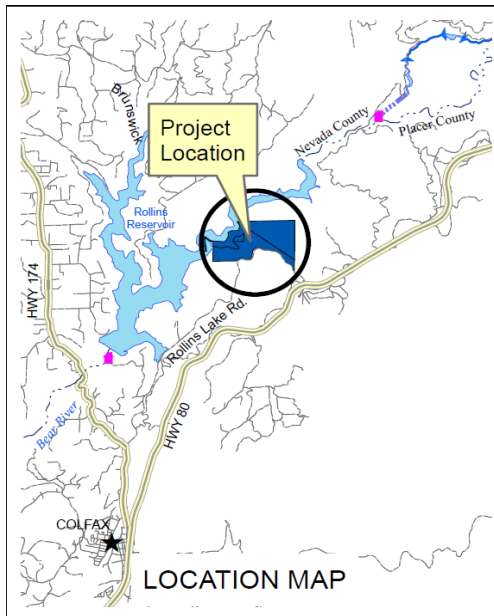 Brunswick
Project
Location
Nevada County
Placer County
Rollins
Reservoir
HWY 174
Rollins Lake Rd.
HWY 80
Bear River
COLFAX
LOCATION MAP